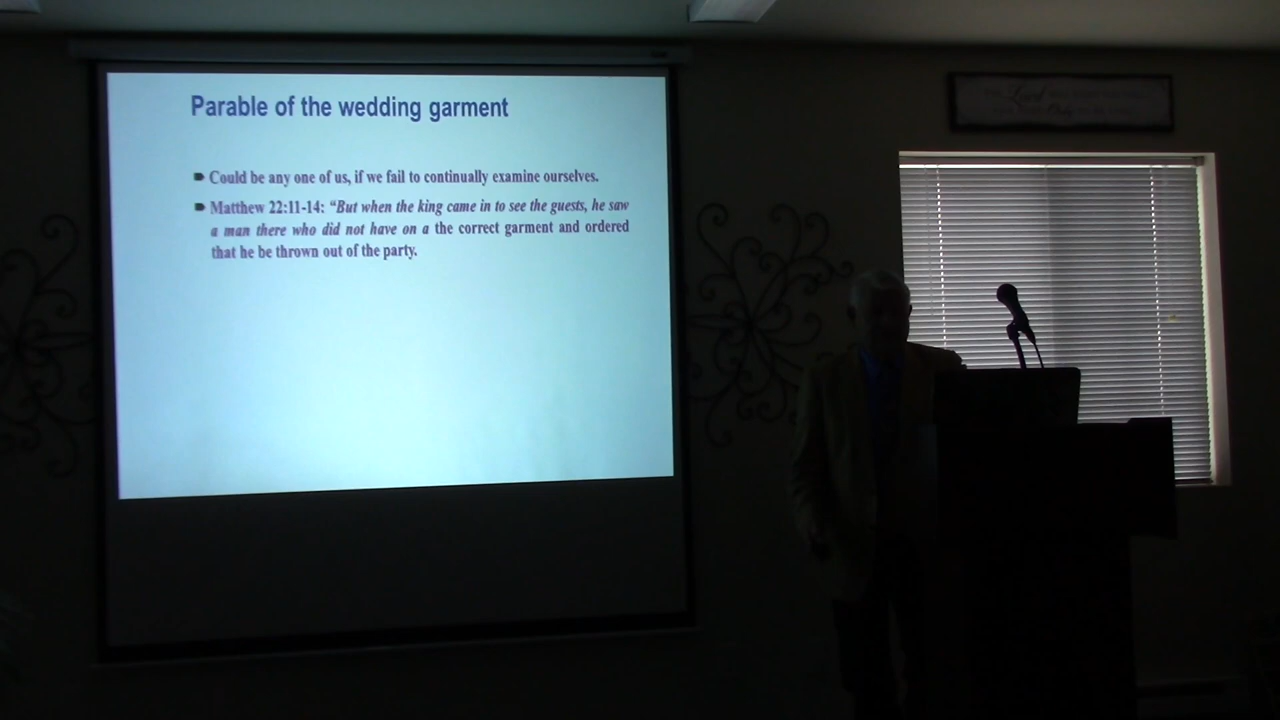 Parable of the wedding garment
Could be any one of us, if we fail to continually examine ourselves.
Matthew 22:11-14: “But when the king came in to see the guests, he saw
a man there who did not have on a the correct garment and ordered
that he be thrown out of the party.
Lord